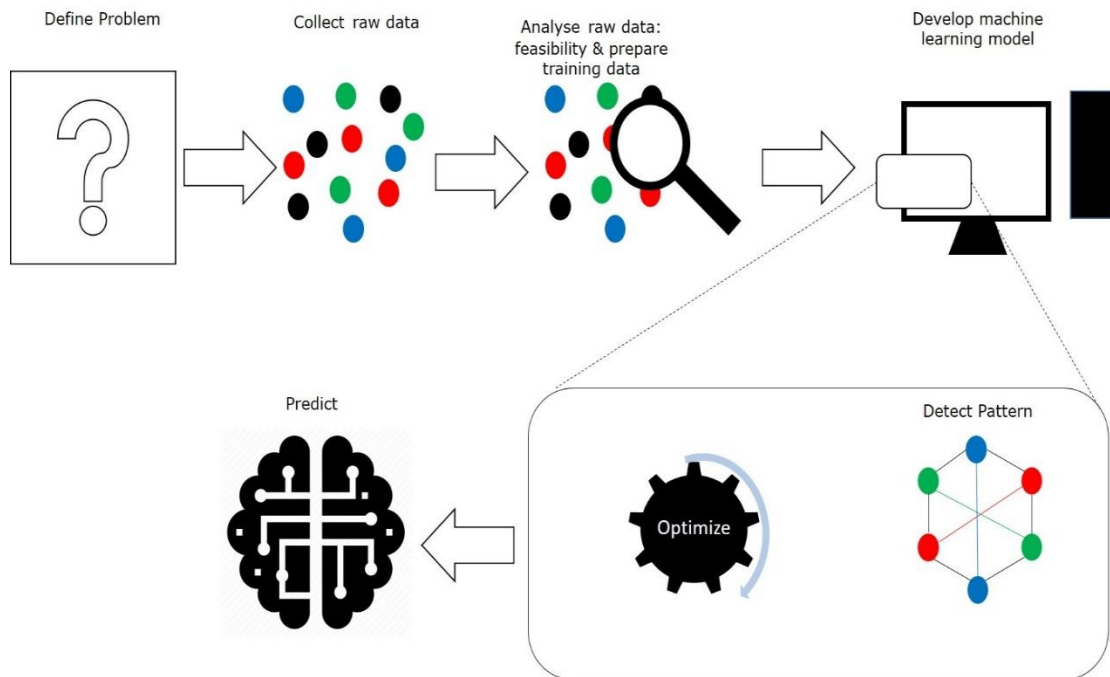 Define Problem
Collect raw data
Analyse raw data:
feasibility & prepare
training data
Develop machine
learning model
Detect Pattern
Optimize
Predict